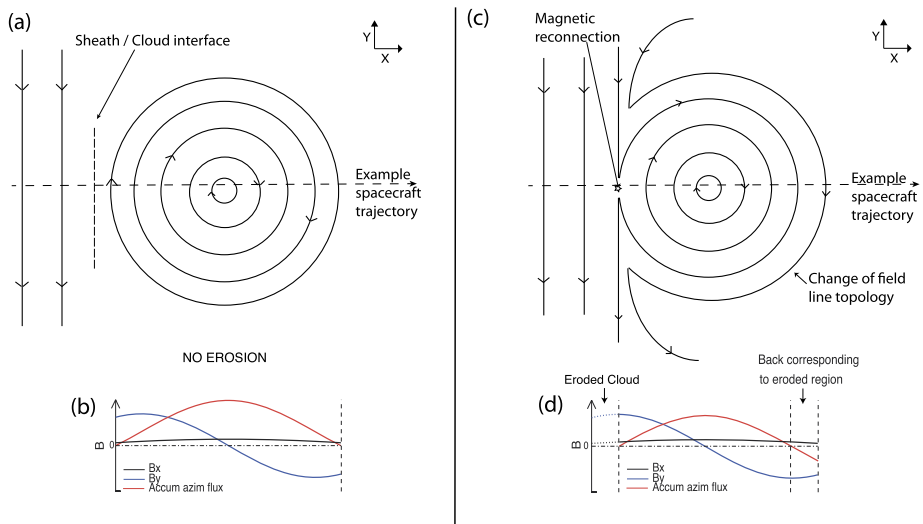 (a)
Sheath / Cloud interface
Y
X
Example
spacecraft
trajectory
NO EROSION
(b)
B
0
Bx
By
Accum azim flux
(c)
Magnetic
reconnection
Y
X
Example
spacecraft
trajectory
Change of field
line topology
Back corresponding
to eroded region
Eroded Cloud
(d)
B
0
Bx
By
Accum azim flux